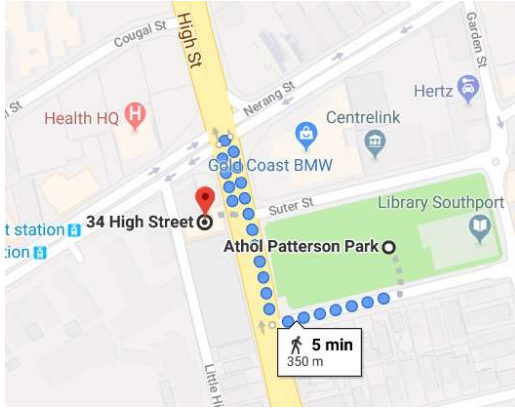 Cougal St
High St
Garden St
Nerang St
Hertz
Health HQ
Centrelink
Gold Coast BMW
Suter St
Library Southport
34 High Street
t station
tion
Athol Patterson Park
5 min
350 m
Little Hi